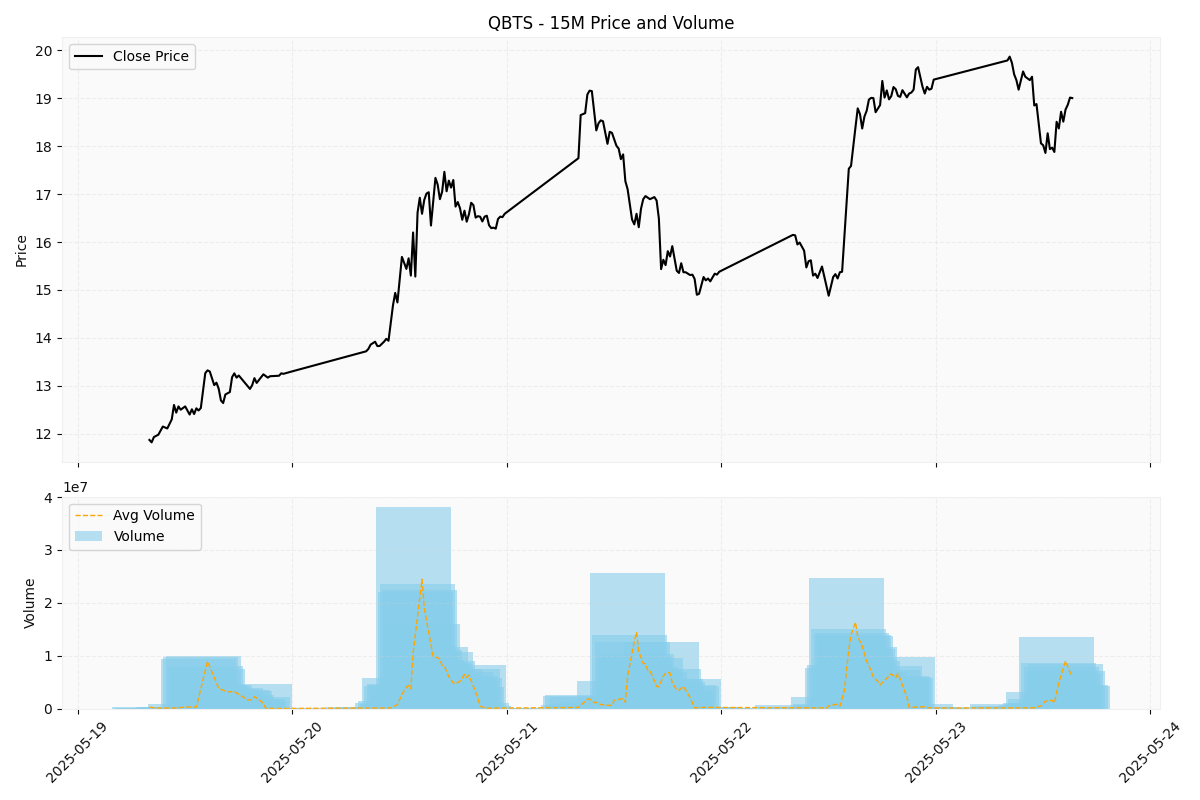 QBTS - 15M Price and Volume
Close Price
20
19
18
17
16
15
14
13
12
Price
1e7
Avg Volume
Volume
4
3
2
1
0
Volume
2025-05-19
2025-05-20
2025-05-21
2025-05-22
2025-05-23
2025-05-24